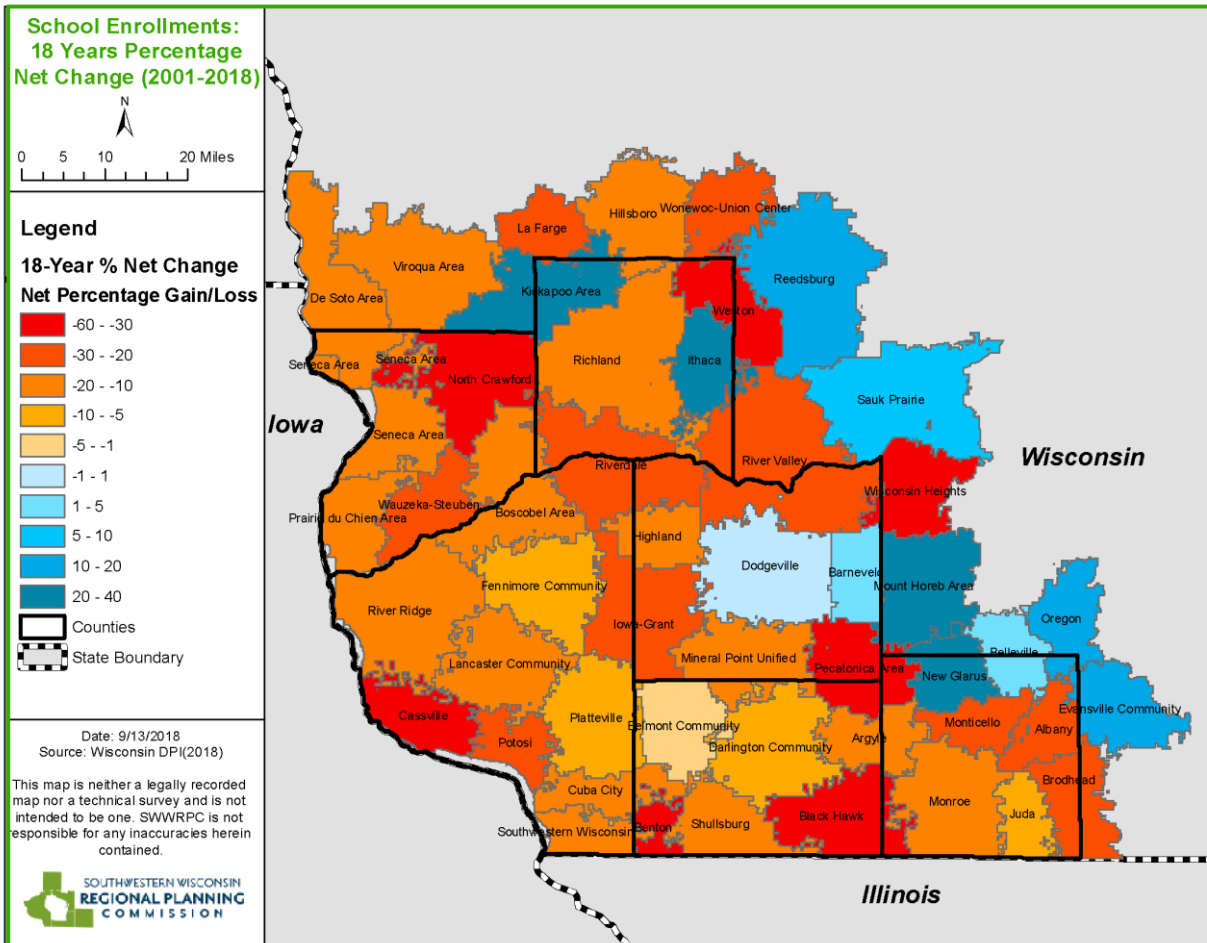 School Enrollments:
18 Years Percentage
Net Change (2001-2018)
N
0 5 10 20 Miles
Legend
18-Year % Net Change
Net Percentage Gain/Loss
-60 - -30
-30 - -20
-20 - -10
-10 - -5
-5 - -1
-1 - 1
1 - 5
5 - 10
10 - 20
20 - 40
Counties
State Boundary
Date: 9/13/2018
Source: Wisconsin DPI(2018)
This map is neither a legally recorded
map nor a technical survey and is not
intended to be one. SWWRPC is not
responsible for any inaccuracies herein
contained.
SOUTHWESTERN WISCONSIN
REGIONAL PLANNING
COMMISSION
Hillsboro
Wonewoc-Union Center
La Farge
Viroqua Area
Reedsburg
Kickapoo Area
De Soto Area
Weston
Seneca Area
Seneca Area
Richland
Ithaca
North Crawford
Sauk Prairie
Iowa
Seneca Area
Wisconsin
River Valley
Riverdale
Wisconsin Heights
Wauzeka-Steuben
Boscobel Area
Prairie du Chien Area
Highland
Dodgeville
Barneveld
Fennimore Community
Mount Horeb Area
River Ridge
Iowa-Grant
Oregon
Belleville
Lancaster Community
Mineral Point Unified
Pecatonica Area
New Glarus
Cassville
Platteville
Belmont Community
Monticello
Albany
Evansville Community
Potosi
Darlington Community
Argyle
Brodhead
Cuba City
Monroe
Juda
Southwestern Wisconsin
Benton
Shullsburg
Black Hawk
Illinois